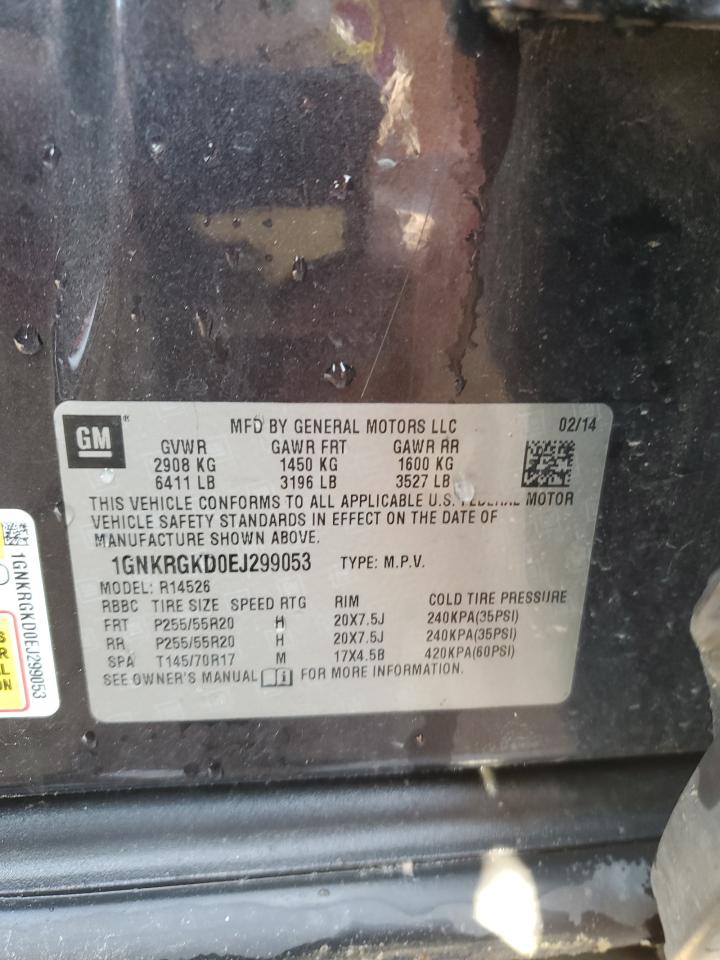 GM
®
MFD BY GENERAL MOTORS LLC 02/14
GVWR GAWR FRT GAWR RR
2908 KG 1450 KG 1600 KG
6411 LB 3196 LB 3527 LB
THIS VEHICLE CONFORMS TO ALL APPLICABLE U.S. FEDERAL MOTOR
VEHICLE SAFETY STANDARDS IN EFFECT ON THE DATE OF
MANUFACTURE SHOWN ABOVE.
1GNKRGKD0EJ299053 TYPE: M.P.V.
MODEL: R14526
RBBC TIRE SIZE SPEED RTG RIM COLD TIRE PRESSURE
FRT P255/55R20 H 20X7.5J 240KPA(35PSI)
RR P255/55R20 H 20X7.5J 240KPA(35PSI)
SPA T145/70R17 M 17X4.5B 420KPA(60PSI)
SEE OWNER'S MANUAL i FOR MORE INFORMATION.
1GNKRGKD0EJ299053